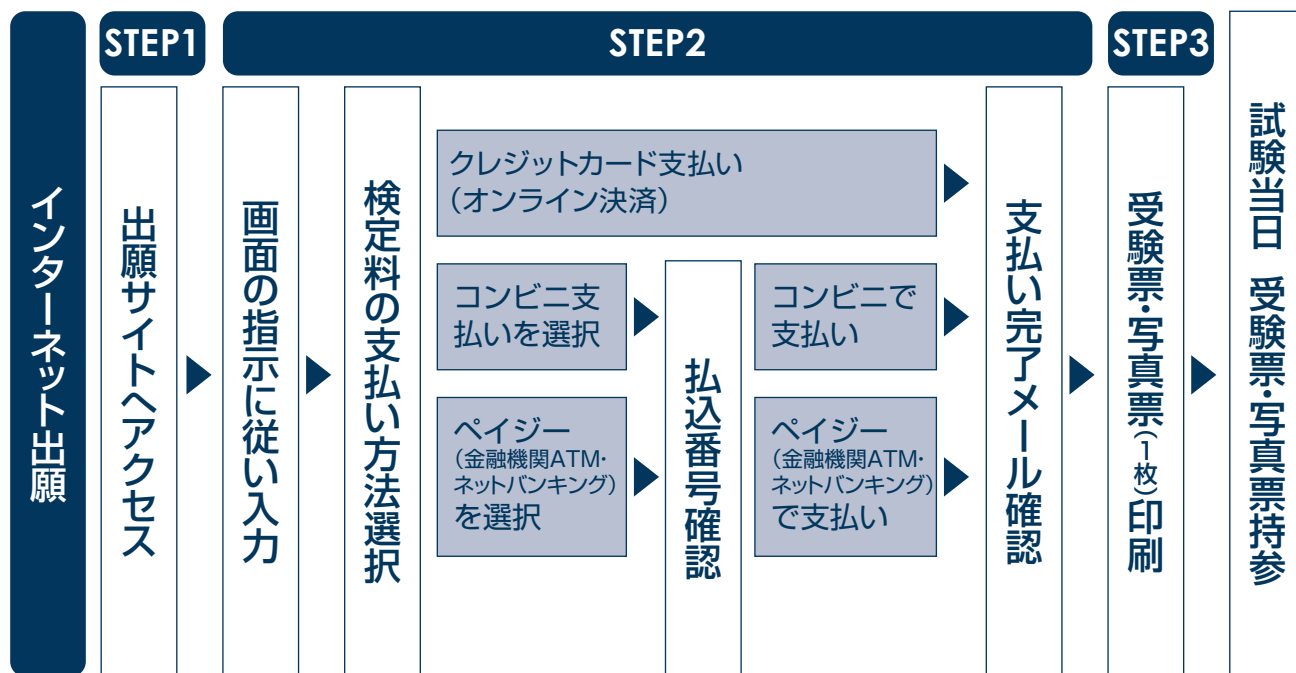 インターネット出願
STEP1
出願サイトへアクセス
STEP2
画面の指示に従い入力
検定料の支払い方法選択
クレジットカード支払い
（オンライン決済）
コンビニ支
払いを選択
ペイジー
（金融機関ATM・
ネットバンキング）
を選択
払込番号確認
コンビニで
支払い
ペイジー
（金融機関ATM・
ネットバンキング）
で支払い
支払い完了メール確認
STEP3
受験票・写真票（1枚）印刷
試験当日 受験票・写真票持参